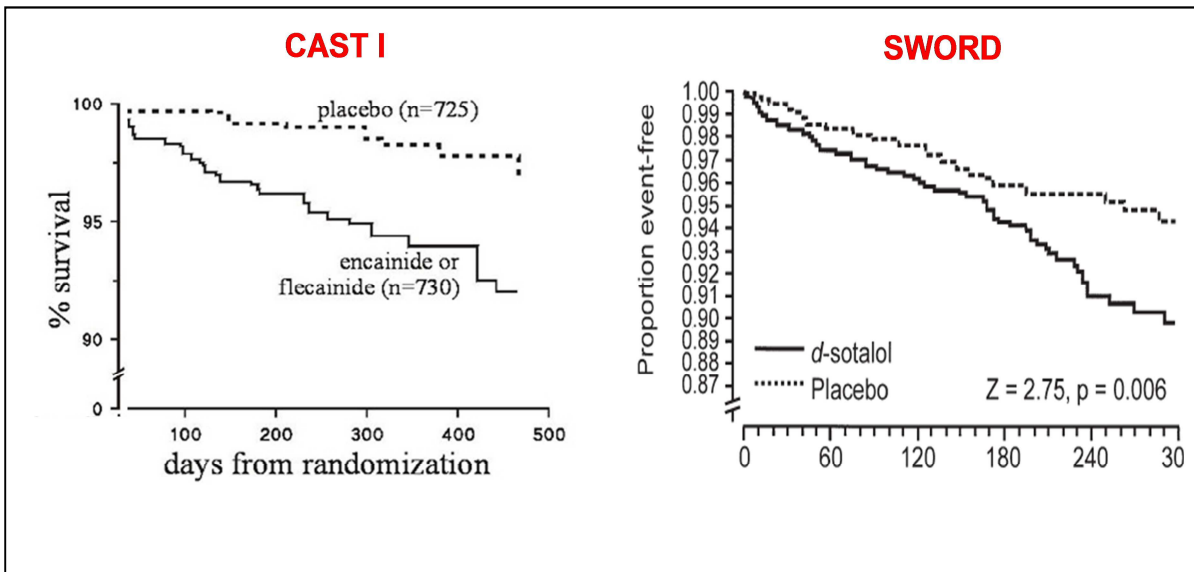 CAST I
100
95
90
0
% survival
placebo (n=725)
encainide or
flecainide (n=730)
100 200 300 400 500
days from randomization
SWORD
1.00
0.99
0.98
0.97
0.96
0.95
0.94
0.93
0.92
0.91
0.90
0.89
0.88
0.87
Proportion event-free
d-sotalol
Placebo
Z = 2.75, p = 0.006
0 60 120 180 240 30